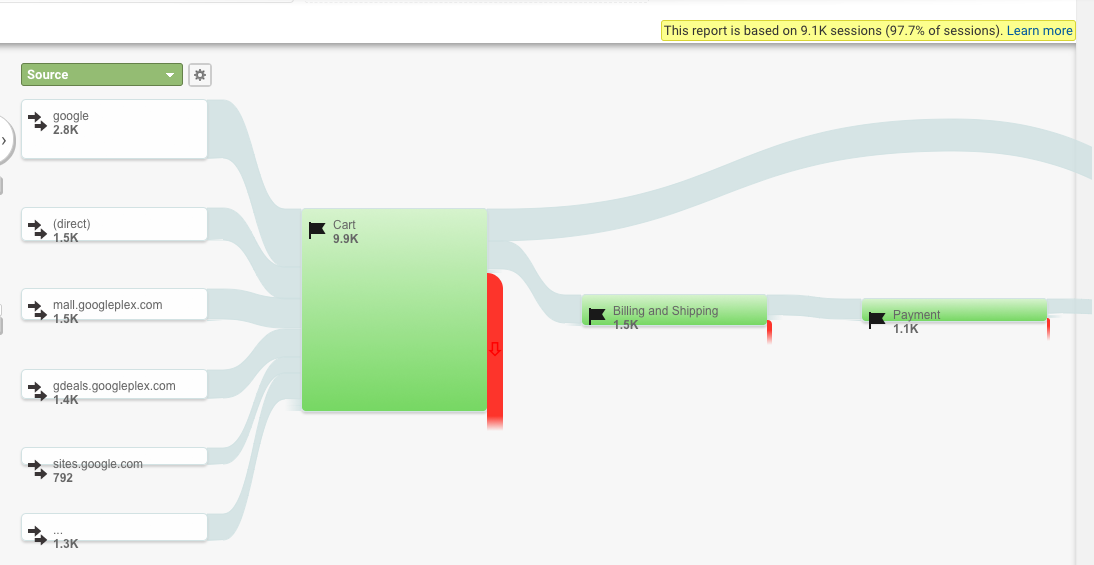 This report is based on 9.1K sessions (97.7% of sessions). Learn more
Source
google
2.8K
(direct)
1.5K
mall.googleplex.com
1.5K
gdeals.googleplex.com
1.4K
sites.google.com
792
...
1.3K
Cart
9.9K
Billing and Shipping
1.5K
Payment
1.1K